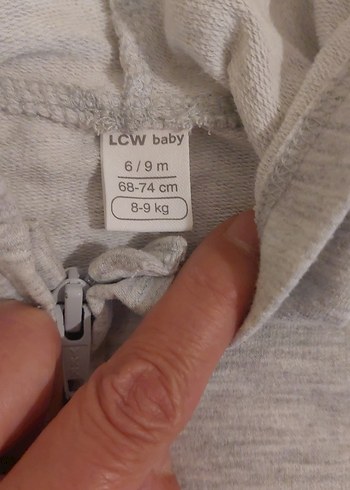 LCW baby
6 / 9 m
68-74 cm
8-9 kg